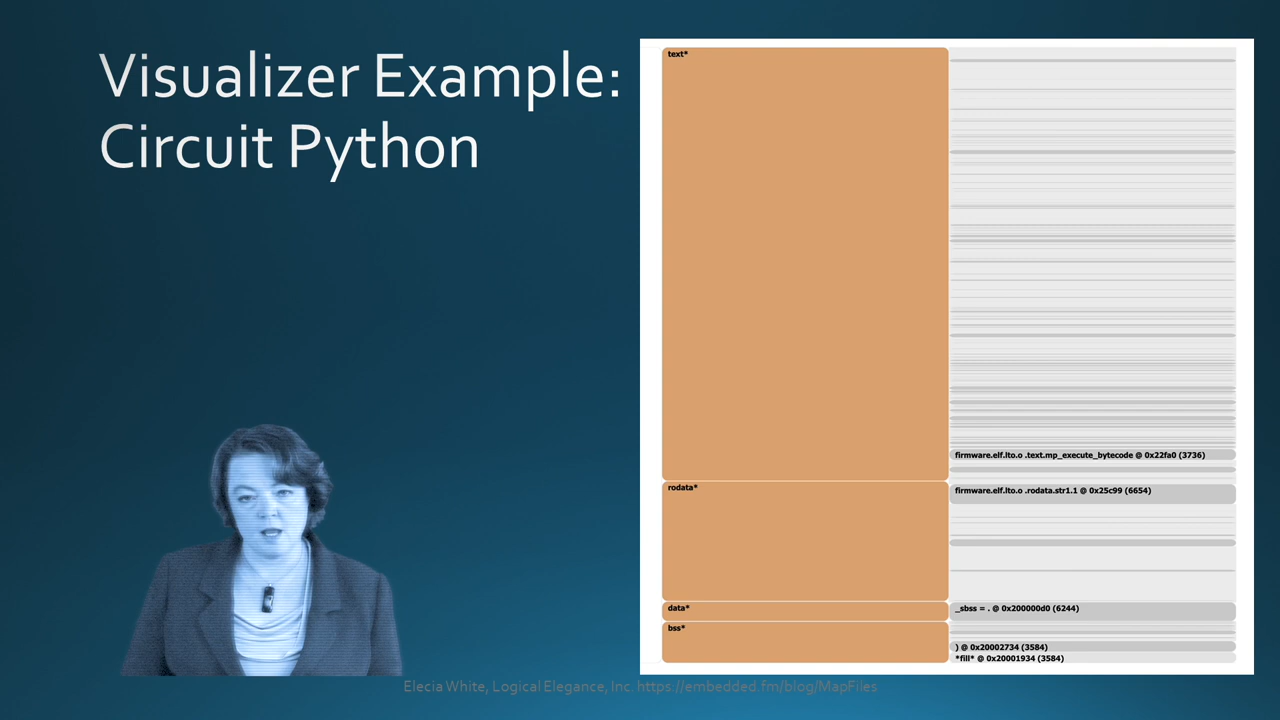 Visualizer Example:
Circuit Python
text*
firmware.elf.lto.o .text.mp_execute_bytecode @ 0x22fa0 (3736)
rodata*
firmware.elf.lto.o .rodata.str1.1 @ 0x25c99 (6654)
data*
_sbss = . @ 0x200000d0 (6244)
bss*
) @ 0x20002734 (3584)
*fill* @ 0x20001934 (3584)
Elecia White, Logical Elegance, Inc. https://embedded.fm/blog/MapFiles